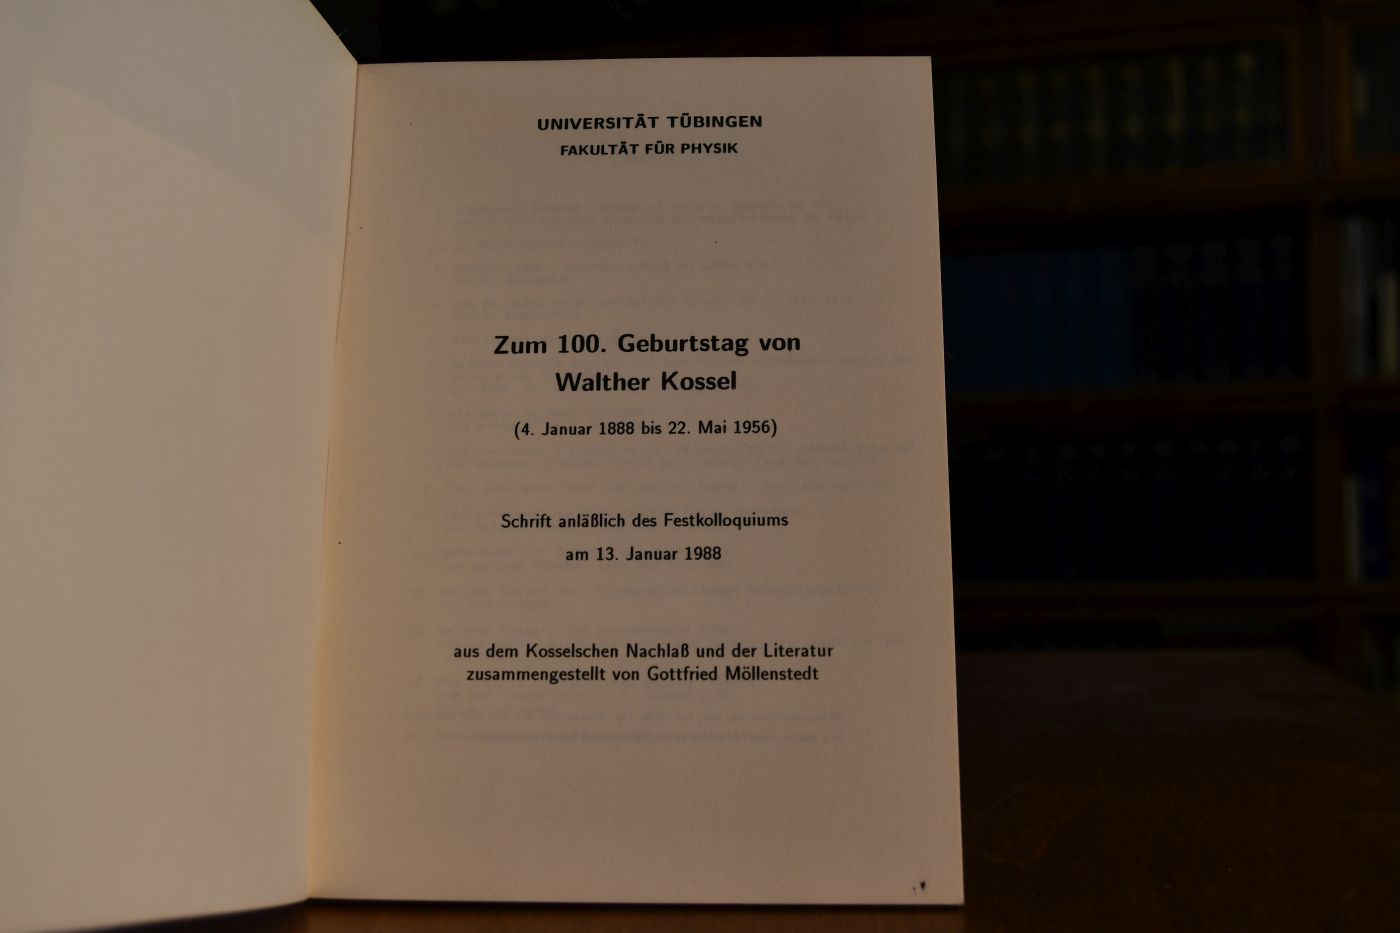 UNIVERSITÄT TÜBINGEN
FAKULTÄT FÜR PHYSIK
Zum 100. Geburtstag von
Walther Kossel
(4. Januar 1888 bis 22. Mai 1956)
Schrift anläßlich des Festkolloquiums
am 13. Januar 1988
aus dem Kosselschen Nachlaß und der Literatur
zusammengestellt von Gottfried Möllenstedt